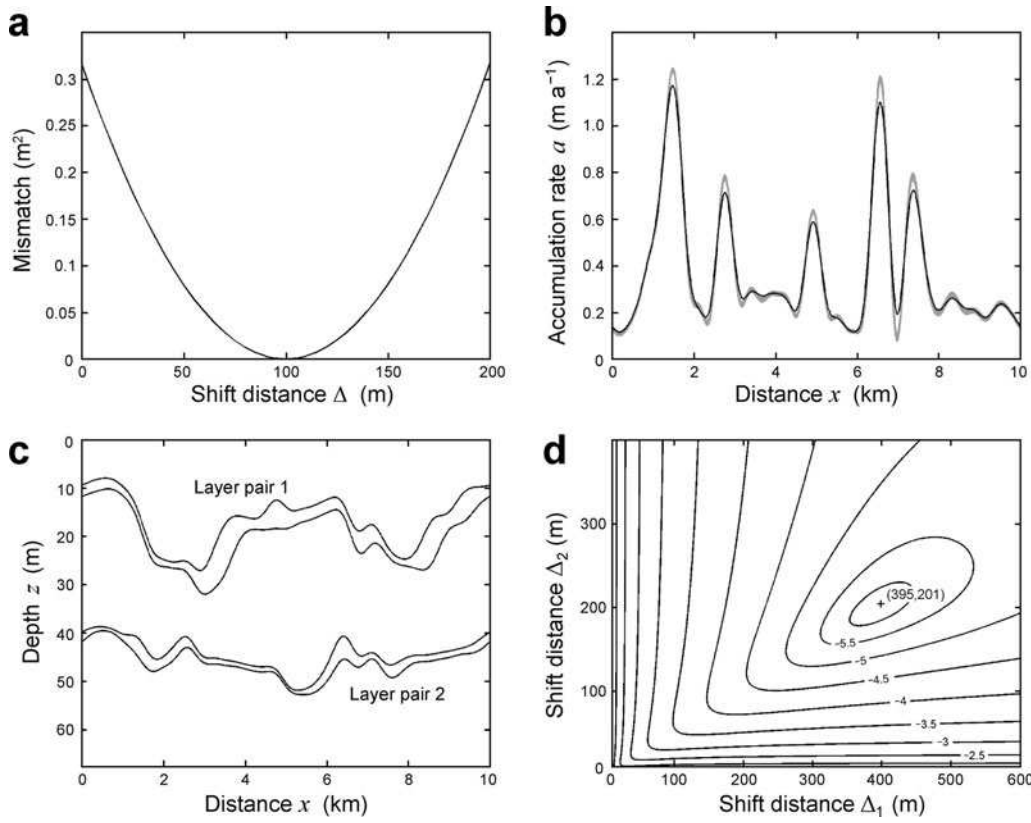 a
Mismatch (m²)
0.3
0.25
0.2
0.15
0.1
0.05
0
0 50 100 150 200
Shift distance Δ (m)
b
Accumulation rate a (m a⁻¹)
1.2
1.0
0.8
0.6
0.4
0.2
0
0 2 4 6 8 10
Distance x (km)
c
Depth z (m)
0
10
20
30
40
50
60
Layer pair 1
Layer pair 2
0 2 4 6 8 10
Distance x (km)
d
Shift distance Δ₂ (m)
300
200
100
0
(395,201)
−5.5
−5
−4.5
−4
−3.5
−3
−2.5
0 100 200 300 400 500 600
Shift distance Δ₁ (m)